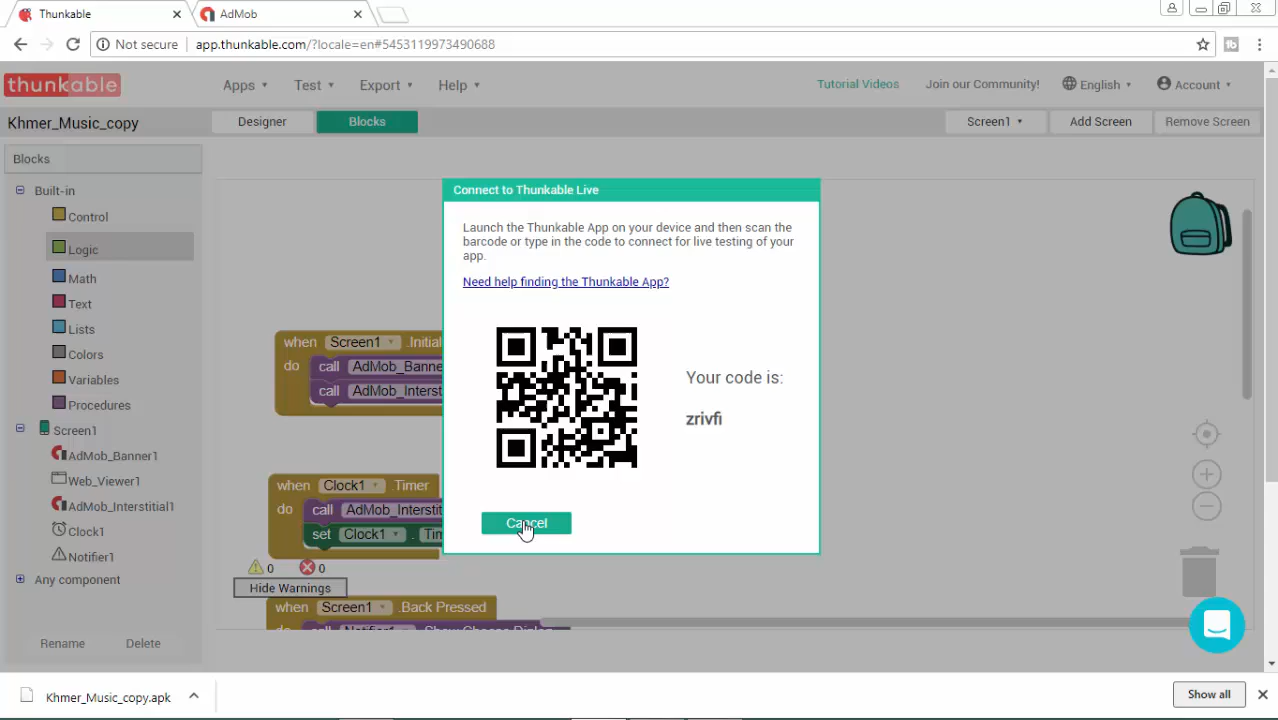 Thunkable
AdMob
Not secure
app.thunkable.com/?locale=en#5453119973490688
thunkable
Apps
Test
Export
Help
Tutorial Videos
Join our Community!
English
Account
Khmer_Music_copy
Designer
Blocks
Screen1
Add Screen
Remove Screen
Blocks
Built-in
Control
Logic
Math
Text
Lists
Colors
Variables
Procedures
Screen1
AdMob_Banner1
Web_Viewer1
AdMob_Interstitial1
Clock1
Notifier1
Any component
Rename
Delete
when Screen1 .Initial
do call AdMob_Banne
call AdMob_Interst
when Clock1 Timer
do call AdMob_Interstit
set Clock1 . Tim
0 0
Hide Warnings
when Screen1 .Back Pressed
Connect to Thunkable Live
Launch the Thunkable App on your device and then scan the
barcode or type in the code to connect for live testing of your
app.
Need help finding the Thunkable App?
Your code is:
zrivfi
Cancel
Khmer_Music_copy.apk
Show all